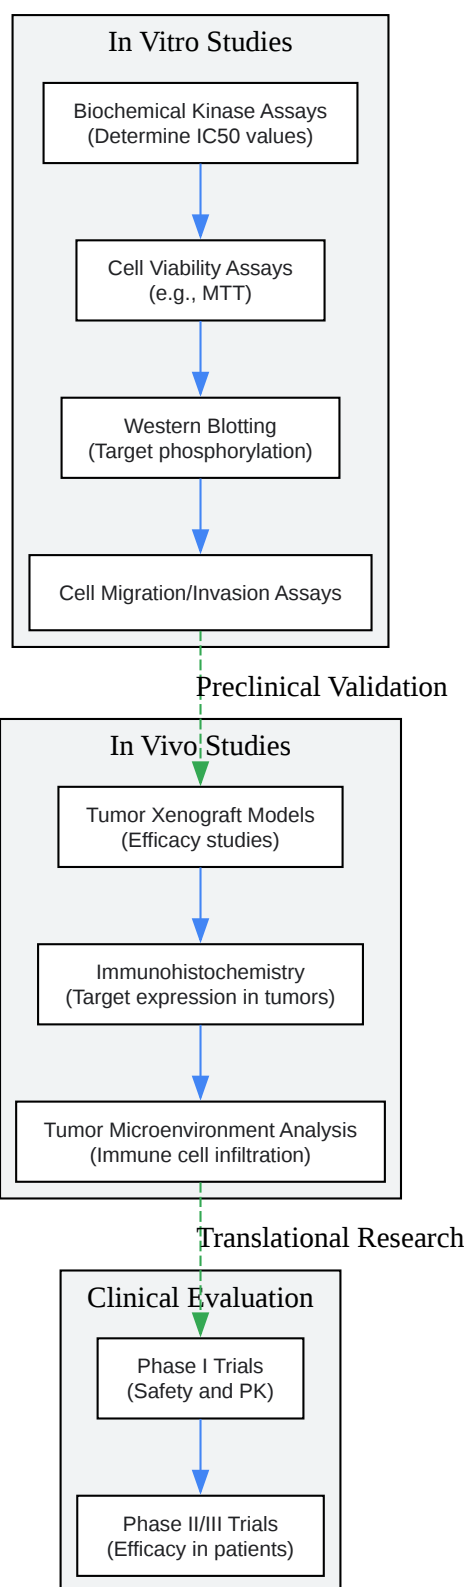 In Vitro Studies
Biochemical Kinase Assays
(Determine IC50 values)
Cell Viability Assays
(e.g., MTT)
Western Blotting
(Target phosphorylation)
Cell Migration/Invasion Assays
Preclinical Validation
In Vivo Studies
Tumor Xenograft Models
(Efficacy studies)
Immunohistochemistry
(Target expression in tumors)
Tumor Microenvironment Analysis
(Immune cell infiltration)
Translational Research
Clinical Evaluation
Phase I Trials
(Safety and PK)
Phase II/III Trials
(Efficacy in patients)